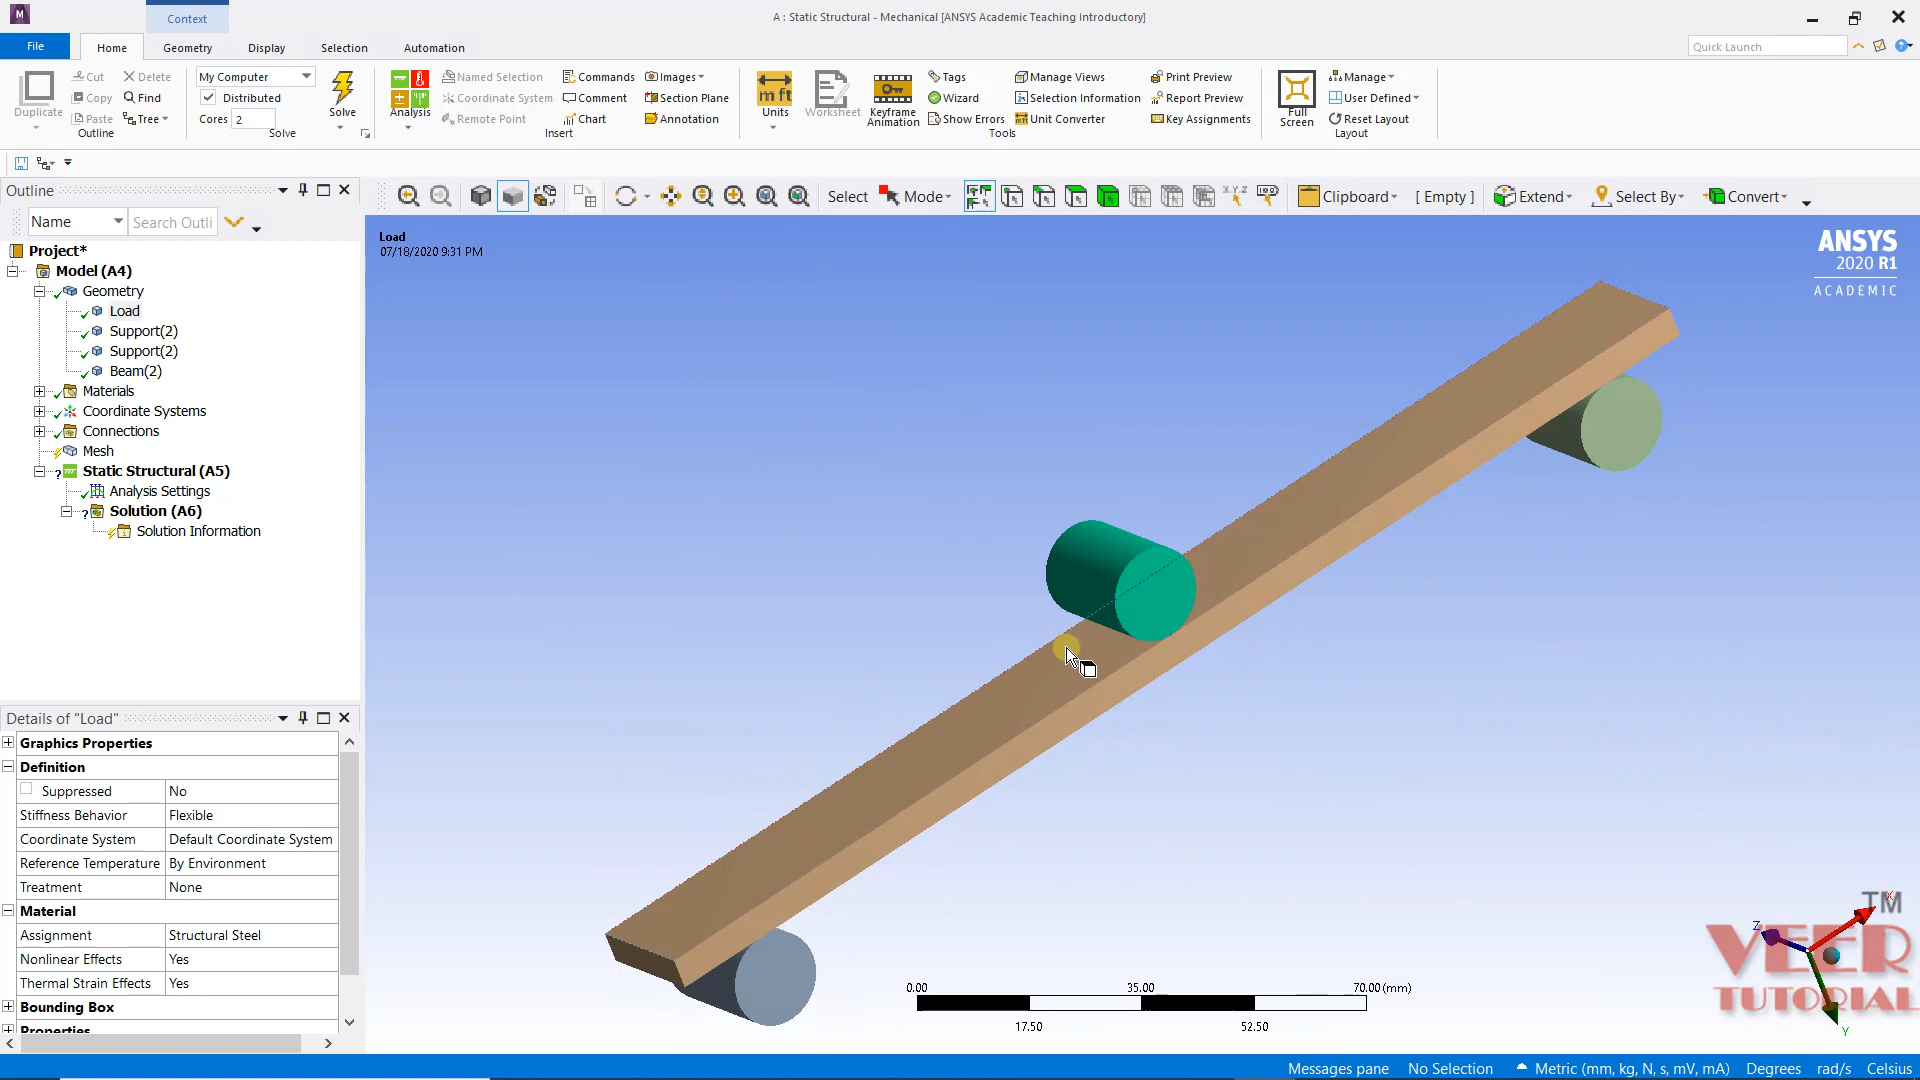 Context
A : Static Structural - Mechanical [ANSYS Academic Teaching Introductory]
File Home Geometry Display Selection Automation Quick Launch
Duplicate Cut Delete
Copy Find
Paste Tree
Outline
My Computer
Distributed
Cores 2
Solve
Solve
Analysis
Named Selection Commands Images
Coordinate System Comment Section Plane
Remote Point Chart Annotation
Insert
m ft
Units Worksheet Keyframe Animation
Tags Manage Views Print Preview
Wizard Selection Information Report Preview
Show Errors Unit Converter Key Assignments
Tools
Full Screen
Manage
User Defined
Reset Layout
Layout
Outline
Select Mode Clipboard [ Empty ] Extend Select By Convert
Name Search Outli
Project*
Model (A4)
Geometry
Load
Support(2)
Support(2)
Beam(2)
Materials
Coordinate Systems
Connections
Mesh
Static Structural (A5)
Analysis Settings
Solution (A6)
Solution Information
Load
07/18/2020 9:31 PM
ANSYS
2020 R1
ACADEMIC
Details of "Load"
Graphics Properties
Definition
Suppressed No
Stiffness Behavior Flexible
Coordinate System Default Coordinate System
Reference Temperature By Environment
Treatment None
Material
Assignment Structural Steel
Nonlinear Effects Yes
Thermal Strain Effects Yes
Bounding Box
Properties
0.00 35.00 70.00 (mm)
17.50 52.50
X
Z
Y
TM
VEER
TUTORIAL
Messages pane No Selection Metric (mm, kg, N, s, mV, mA) Degrees rad/s Celsius